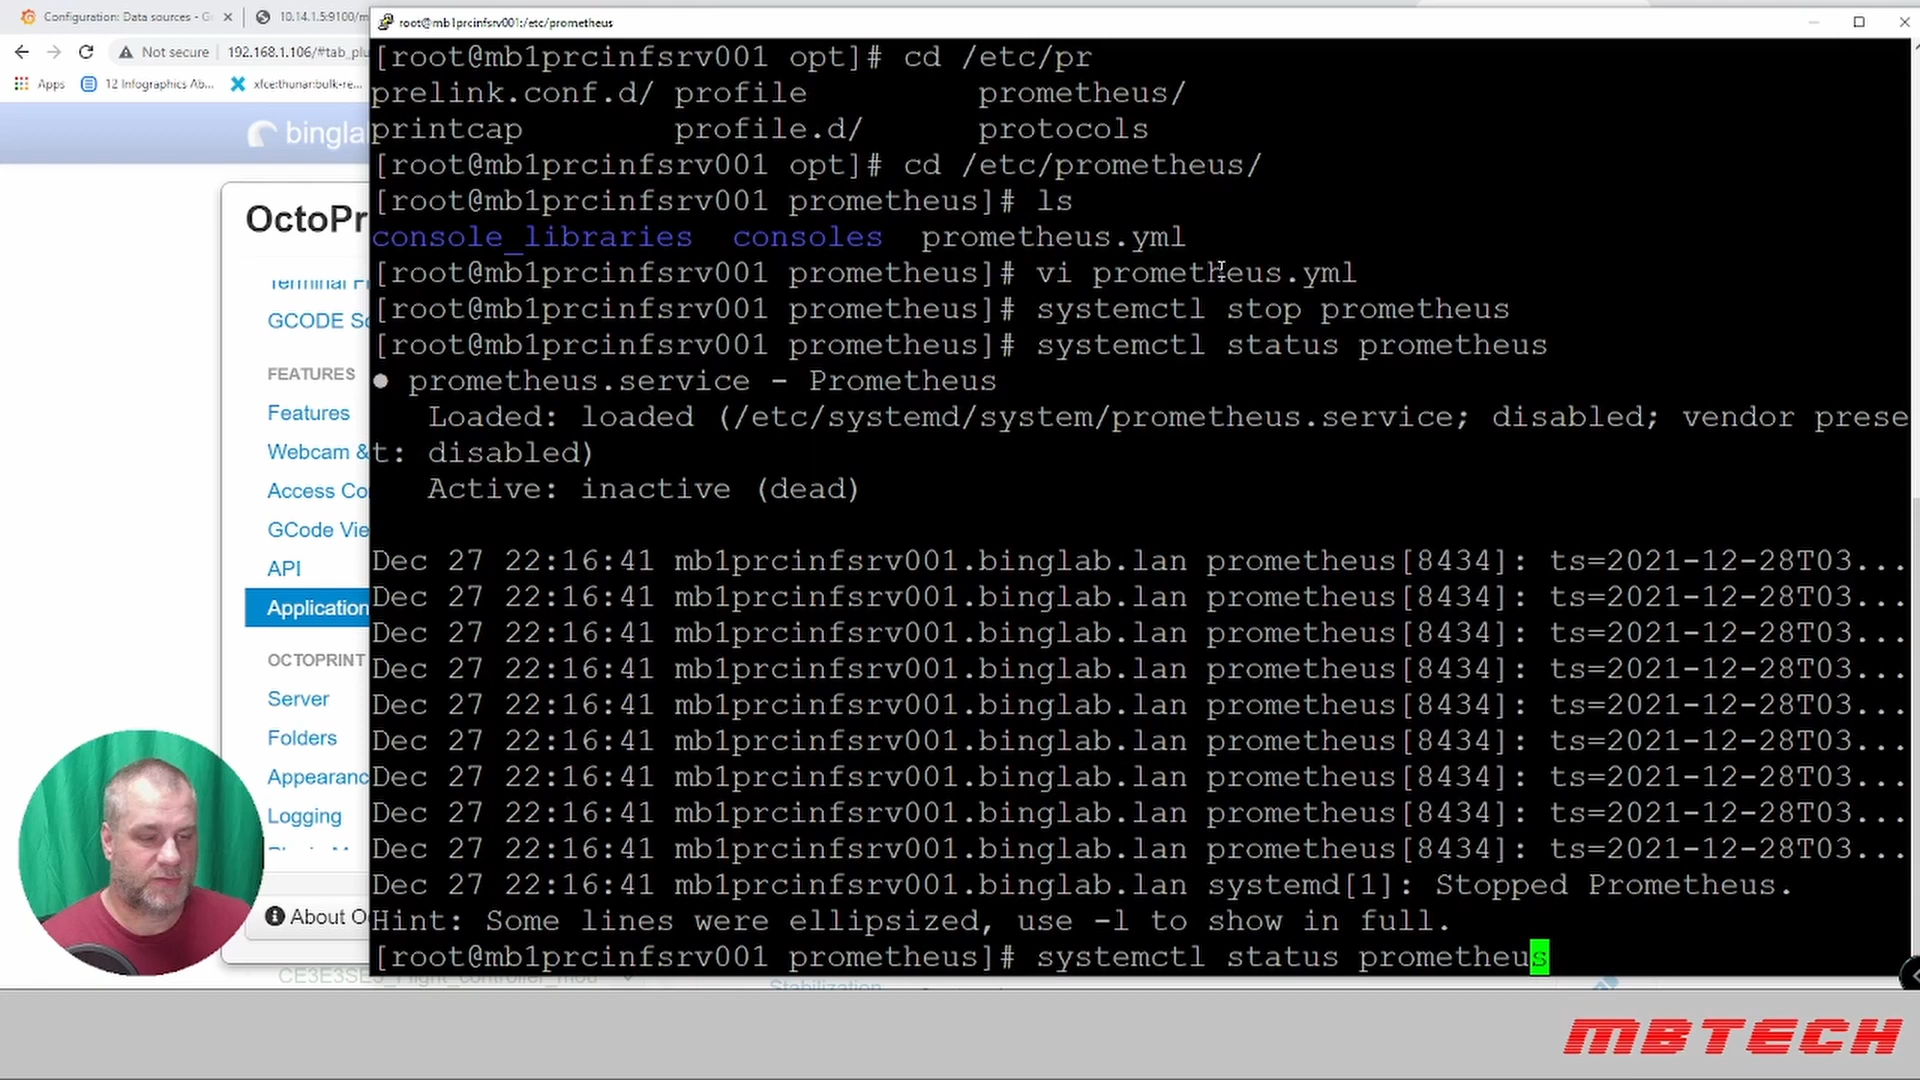 Configuration: Data sources - G
10.14.1.5:9100/m
root@mb1prcinfsrv001:/etc/prometheus
Not secure
192.168.1.106/#tab_plu
Apps
12 Infographics Ab...
xfce:thunar:bulk-re...
bingla
OctoPr
GCODE Sc
FEATURES
Features
Webcam &
Access Co
GCode Vie
API
Application
OCTOPRINT
Server
Folders
Appearanc
Logging
About O
[root@mb1prcinfsrv001 opt]# cd /etc/pr
prelink.conf.d/ profile         prometheus/
printcap        profile.d/      protocols
[root@mb1prcinfsrv001 opt]# cd /etc/prometheus/
[root@mb1prcinfsrv001 prometheus]# ls
console_libraries  consoles  prometheus.yml
[root@mb1prcinfsrv001 prometheus]# vi prometheus.yml
[root@mb1prcinfsrv001 prometheus]# systemctl stop prometheus
[root@mb1prcinfsrv001 prometheus]# systemctl status prometheus
● prometheus.service - Prometheus
   Loaded: loaded (/etc/systemd/system/prometheus.service; disabled; vendor prese
t: disabled)
   Active: inactive (dead)
Dec 27 22:16:41 mb1prcinfsrv001.binglab.lan prometheus[8434]: ts=2021-12-28T03...
Dec 27 22:16:41 mb1prcinfsrv001.binglab.lan prometheus[8434]: ts=2021-12-28T03...
Dec 27 22:16:41 mb1prcinfsrv001.binglab.lan prometheus[8434]: ts=2021-12-28T03...
Dec 27 22:16:41 mb1prcinfsrv001.binglab.lan prometheus[8434]: ts=2021-12-28T03...
Dec 27 22:16:41 mb1prcinfsrv001.binglab.lan prometheus[8434]: ts=2021-12-28T03...
Dec 27 22:16:41 mb1prcinfsrv001.binglab.lan prometheus[8434]: ts=2021-12-28T03...
Dec 27 22:16:41 mb1prcinfsrv001.binglab.lan prometheus[8434]: ts=2021-12-28T03...
Dec 27 22:16:41 mb1prcinfsrv001.binglab.lan prometheus[8434]: ts=2021-12-28T03...
Dec 27 22:16:41 mb1prcinfsrv001.binglab.lan prometheus[8434]: ts=2021-12-28T03...
Dec 27 22:16:41 mb1prcinfsrv001.binglab.lan systemd[1]: Stopped Prometheus.
Hint: Some lines were ellipsized, use -l to show in full.
[root@mb1prcinfsrv001 prometheus]# systemctl status prometheus
MBTECH